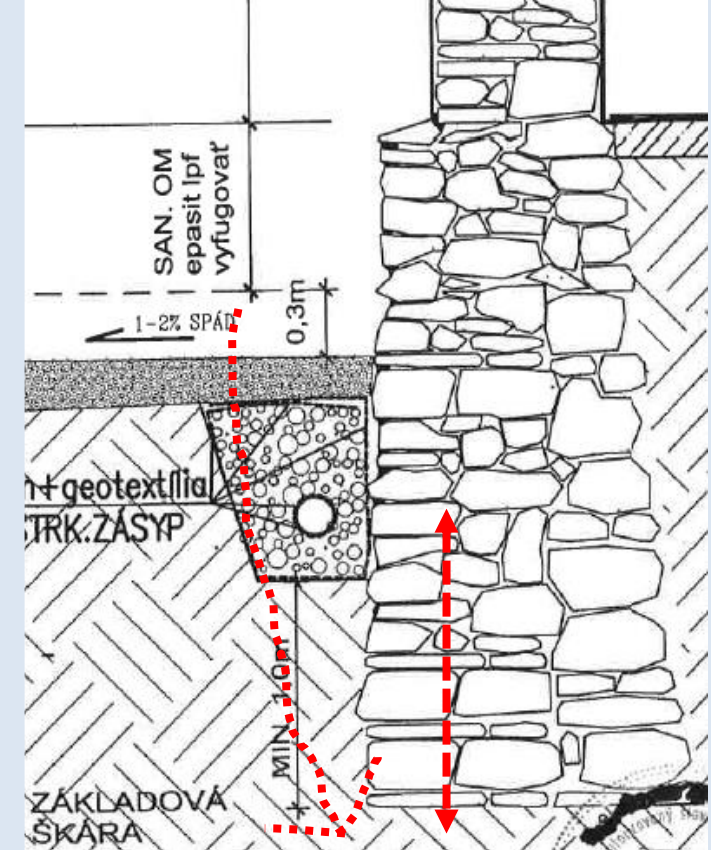 SAN. OM
epasit lpf
vyfugovať
1-2% SPÁD
0,3m
n+geotextília
ŠTRK.ZÁSYP
MIN. 1,0m
ZÁKLADOVÁ
ŠKÁRA